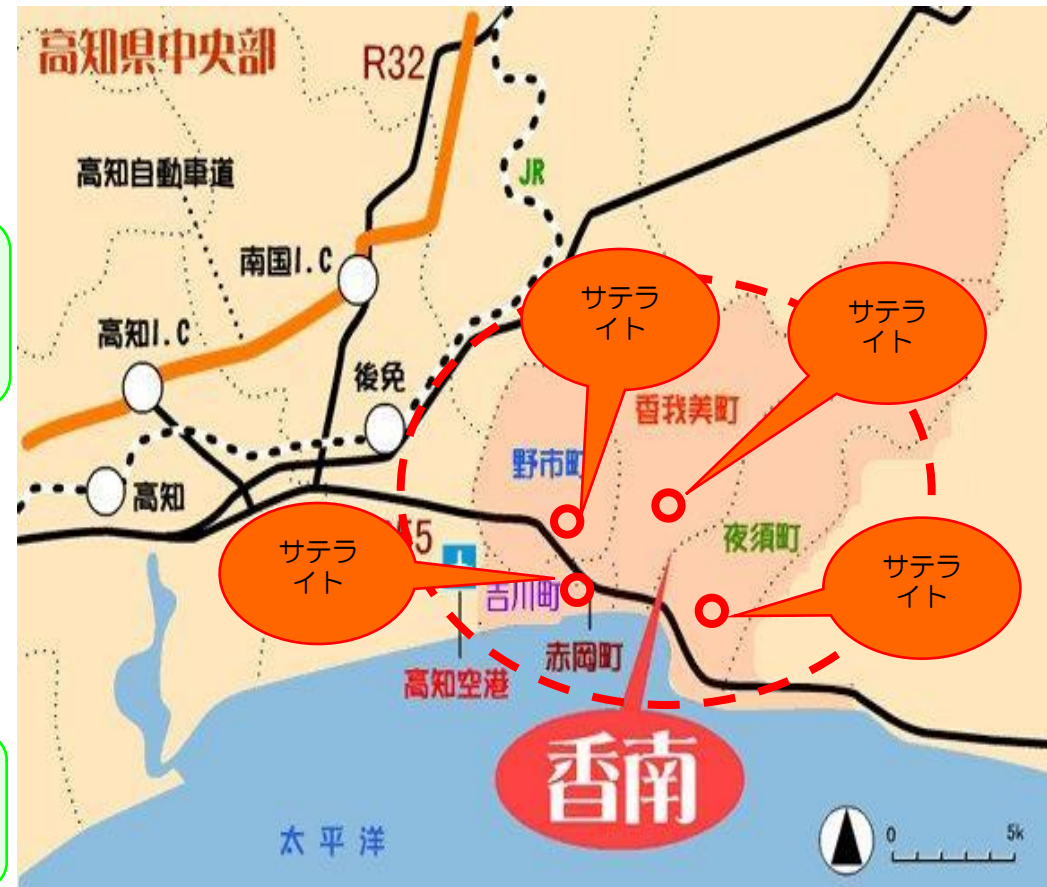 高知県中央部
R32
高知自動車道
JR
南国I.C
サテラ
イト
サテラ
イト
高知I.C
後免
香我美町
野市町
高知
夜須町
サテラ
イト
55
サテラ
イト
吉川町
赤岡町
高知空港
香南
太平洋
0 5k